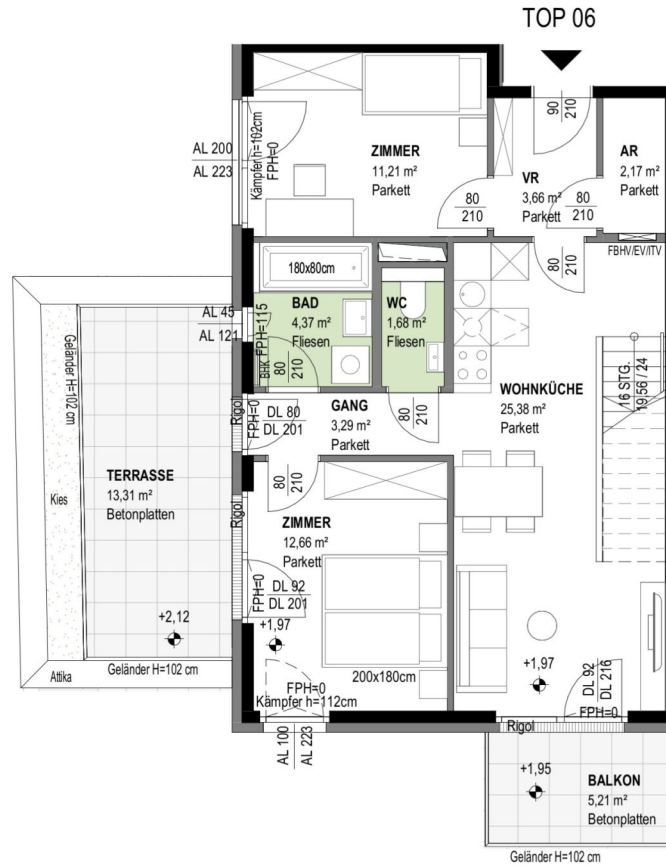 TOP 06
90
210
ZIMMER
11,21 m²
Parkett
AL 200
AL 223
Kämpfer h=102cm
FPH=0
80
210
VR
3,66 m²
Parkett
80
210
AR
2,17 m²
Parkett
FBHV/EV/ITV
80
210
180x80cm
BAD
4,37 m²
Fliesen
WC
1,68 m²
Fliesen
AL 45
AL 121
BHK FPH=115
80
210
Geländer H=102 cm
16 STG.
19,56 / 24
WOHNKÜCHE
25,38 m²
Parkett
GANG
3,29 m²
Parkett
80
210
Rigol
FPH=0
DL 80
DL 201
TERRASSE
13,31 m²
Betonplatten
Kies
80
210
ZIMMER
12,66 m²
Parkett
Rigol
FPH=0
DL 92
DL 201
+2,12
+1,97
Geländer H=102 cm
Attika
200x180cm
FPH=0
Kämpfer h=112cm
AL 100
AL 223
+1,97
DL 92
DL 216
FPH=0
Rigol
+1,95
BALKON
5,21 m²
Betonplatten
Geländer H=102 cm